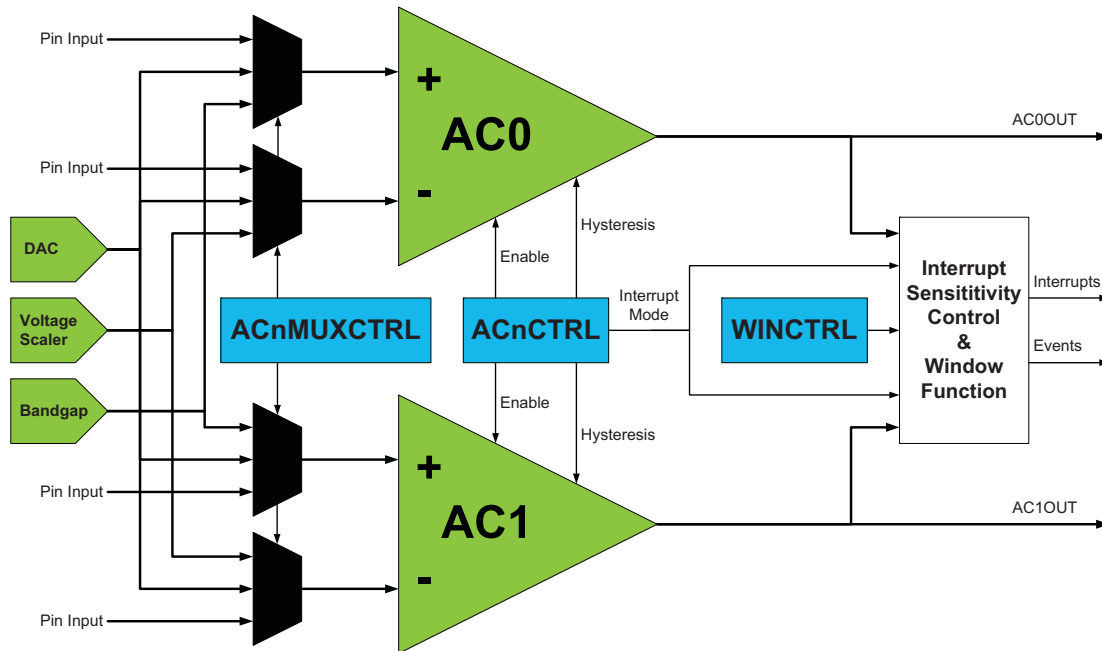 Pin Input
+
AC0
-
AC0OUT
Pin Input
DAC
Enable
Hysteresis
Voltage
Scaler
ACnMUXCTRL
ACnCTRL
Interrupt
Mode
WINCTRL
Interrupt
Sensititivity
Control
&
Window
Function
Interrupts
Events
Bandgap
Enable
Hysteresis
Pin Input
+
AC1
-
AC1OUT
Pin Input